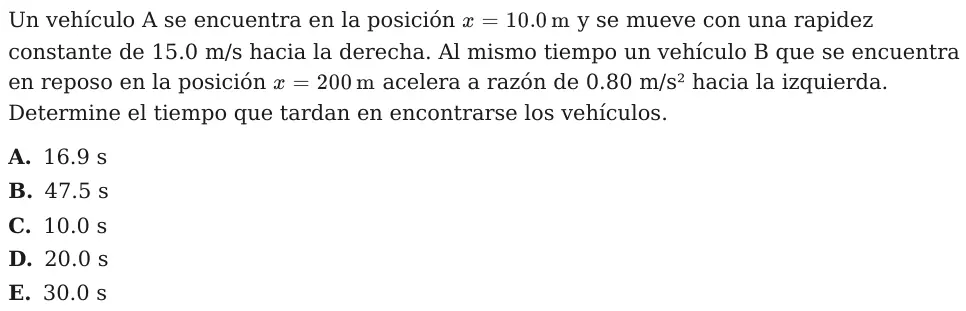 Un vehículo A se encuentra en la posición x = 10.0 m y se mueve con una rapidez
constante de 15.0 m/s hacia la derecha. Al mismo tiempo un vehículo B que se encuentra
en reposo en la posición x = 200 m acelera a razón de 0.80 m/s² hacia la izquierda.
Determine el tiempo que tardan en encontrarse los vehículos.
A. 16.9 s
B. 47.5 s
C. 10.0 s
D. 20.0 s
E. 30.0 s